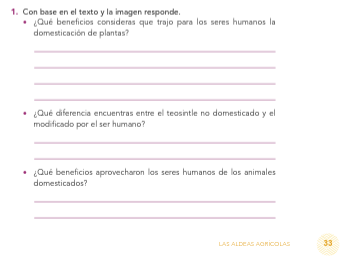 1. Con base en el texto y la imagen responde.
• ¿Qué beneficios consideras que trajo para los seres humanos la
domesticación de plantas?
• ¿Qué diferencia encuentras entre el teosintle no domesticado y el
modificado por el ser humano?
• ¿Qué beneficios aprovecharon los seres humanos de los animales
domesticados?
LAS ALDEAS AGRÍCOLAS 33